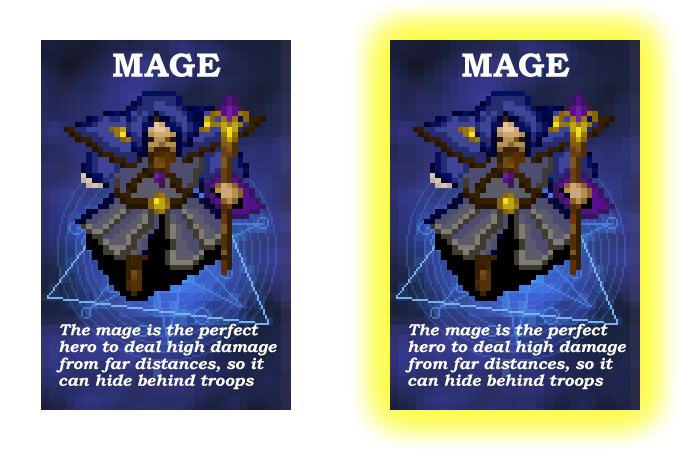 MAGE
The mage is the perfect
hero to deal high damage
from far distances, so it
can hide behind troops
MAGE
The mage is the perfect
hero to deal high damage
from far distances, so it
can hide behind troops